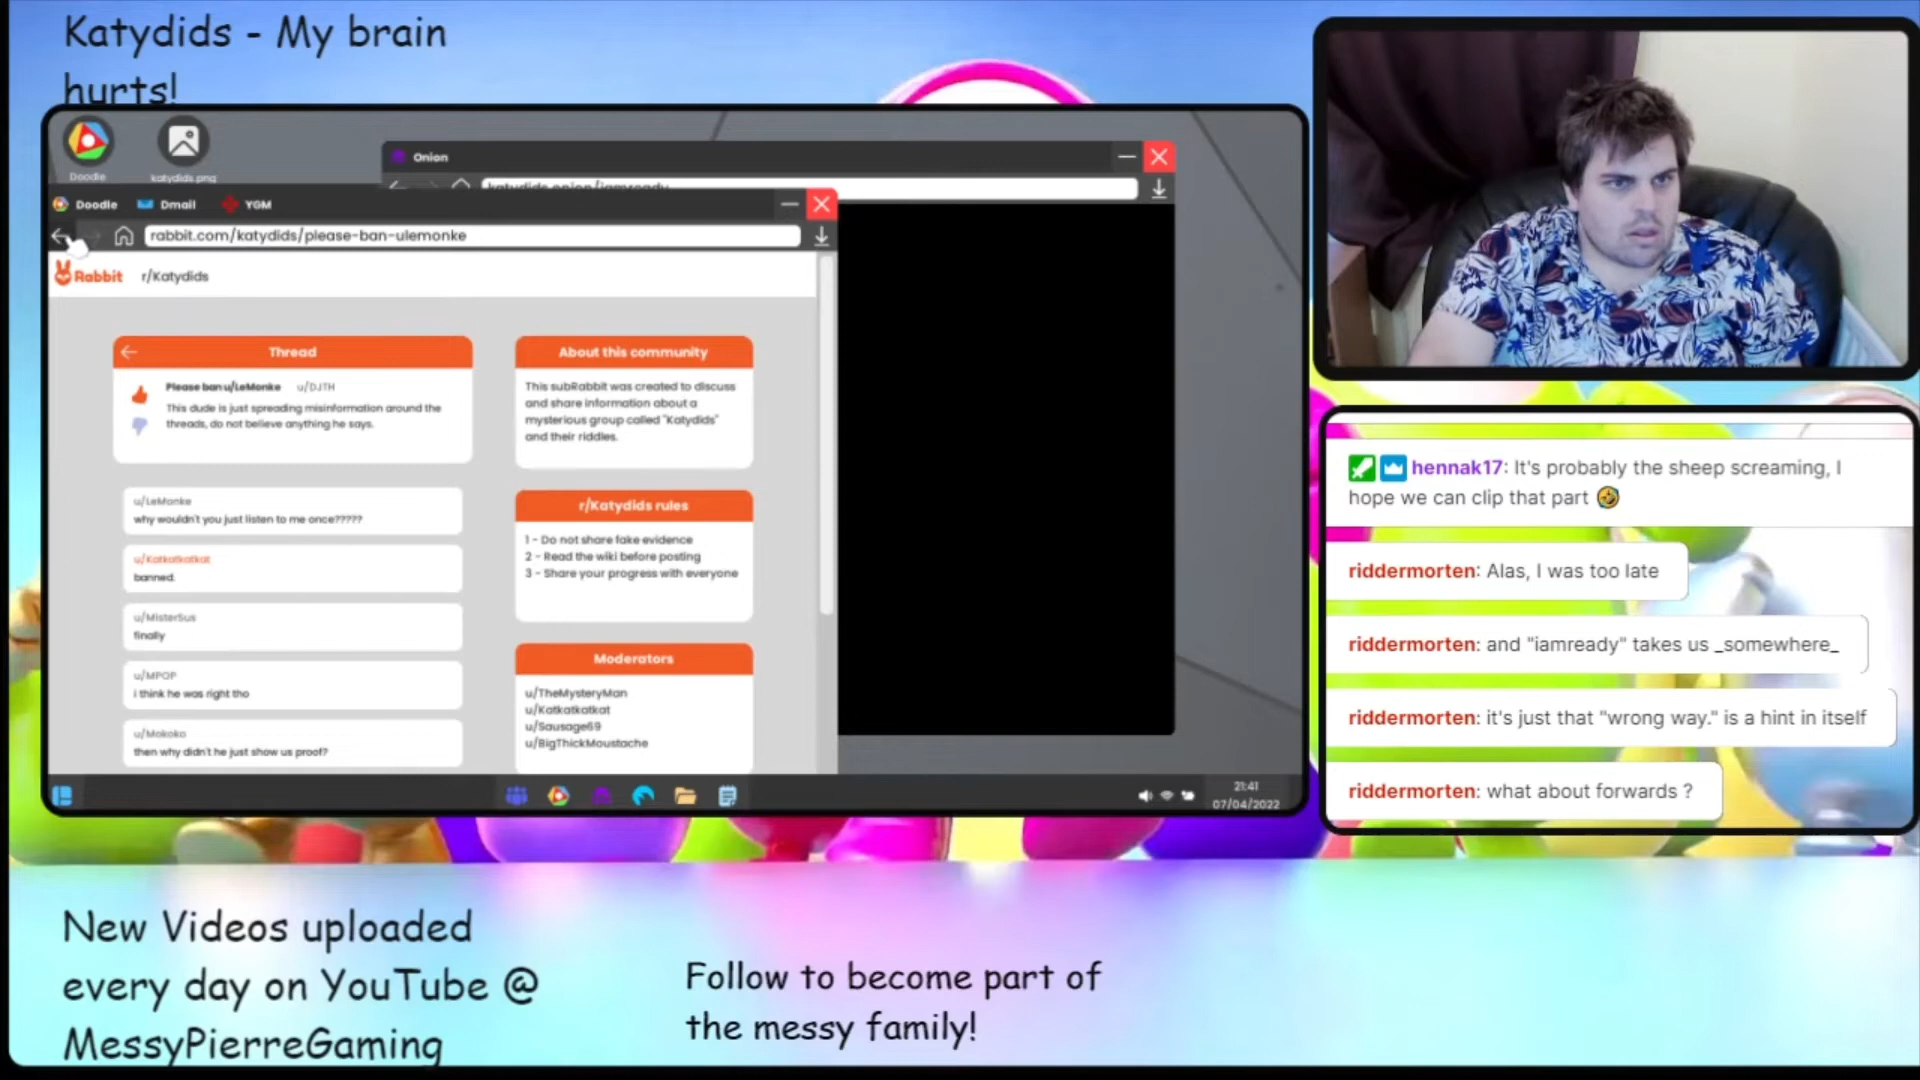 Katydids - My brain
hurts!
Doodle
katydids.png
Onion
katydids.onion/iamready
Doodle
Dmail
YGM
rabbit.com/katydids/please-ban-ulemonke
Rabbit
r/Katydids
Thread
Please ban u/LeMonke u/DJTH
This dude is just spreading misinformation around the
threads, do not believe anything he says.
u/LeMonke
why wouldn't you just listen to me once?????
u/Katkatkatkat
banned.
u/MisterSus
finally
u/MPOP
i think he was right tho
u/Mokoko
then why didn't he just show us proof?
About this community
This subRabbit was created to discuss
and share information about a
mysterious group called "Katydids"
and their riddles.
r/Katydids rules
1 - Do not share fake evidence
2 - Read the wiki before posting
3 - Share your progress with everyone
Moderators
u/TheMysteryMan
u/Katkatkatkat
u/Sausage69
u/BigThickMoustache
21:41
07/04/2022
hennak17: It's probably the sheep screaming, I
hope we can clip that part
riddermorten: Alas, I was too late
riddermorten: and "iamready" takes us _somewhere_
riddermorten: it's just that "wrong way." is a hint in itself
riddermorten: what about forwards ?
New Videos uploaded
every day on YouTube @
MessyPierreGaming
Follow to become part of
the messy family!